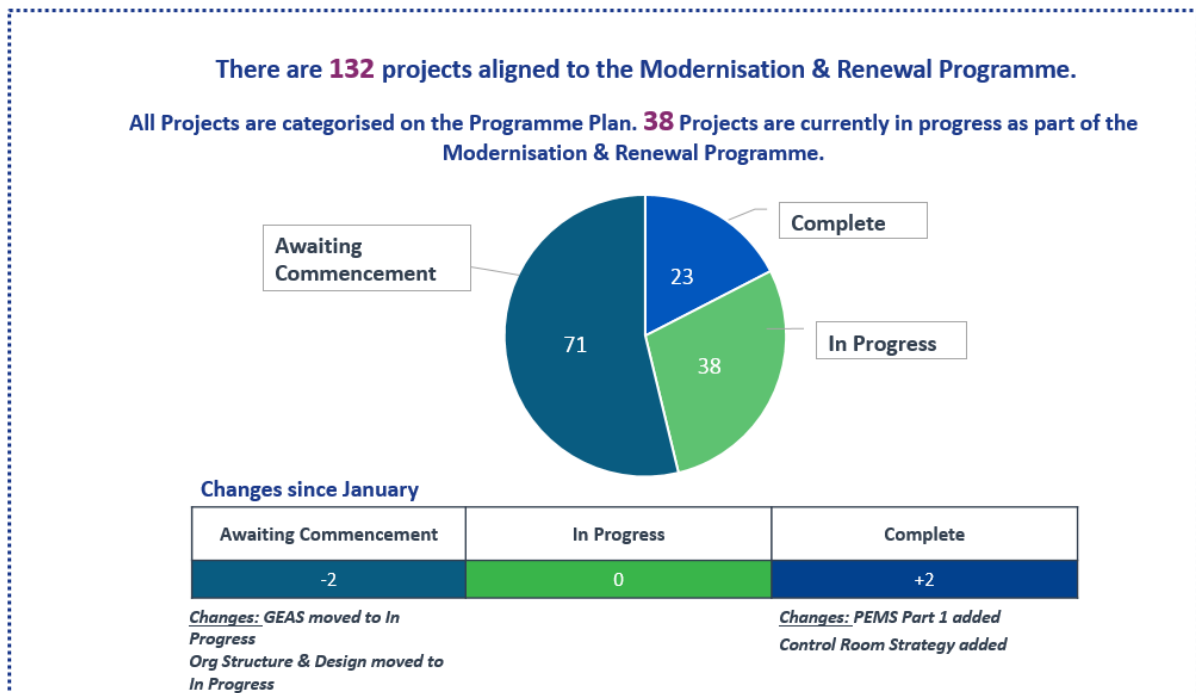 There are 132 projects aligned to the Modernisation & Renewal Programme.
All Projects are categorised on the Programme Plan. 38 Projects are currently in progress as part of the
Modernisation & Renewal Programme.
Complete
Awaiting
Commencement
23
In Progress
71
38
Changes since January
Awaiting Commencement In Progress Complete
-2 0 +2
Changes: GEAS moved to In
Progress
Org Structure & Design moved to
In Progress
Changes: PEMS Part 1 added
Control Room Strategy added